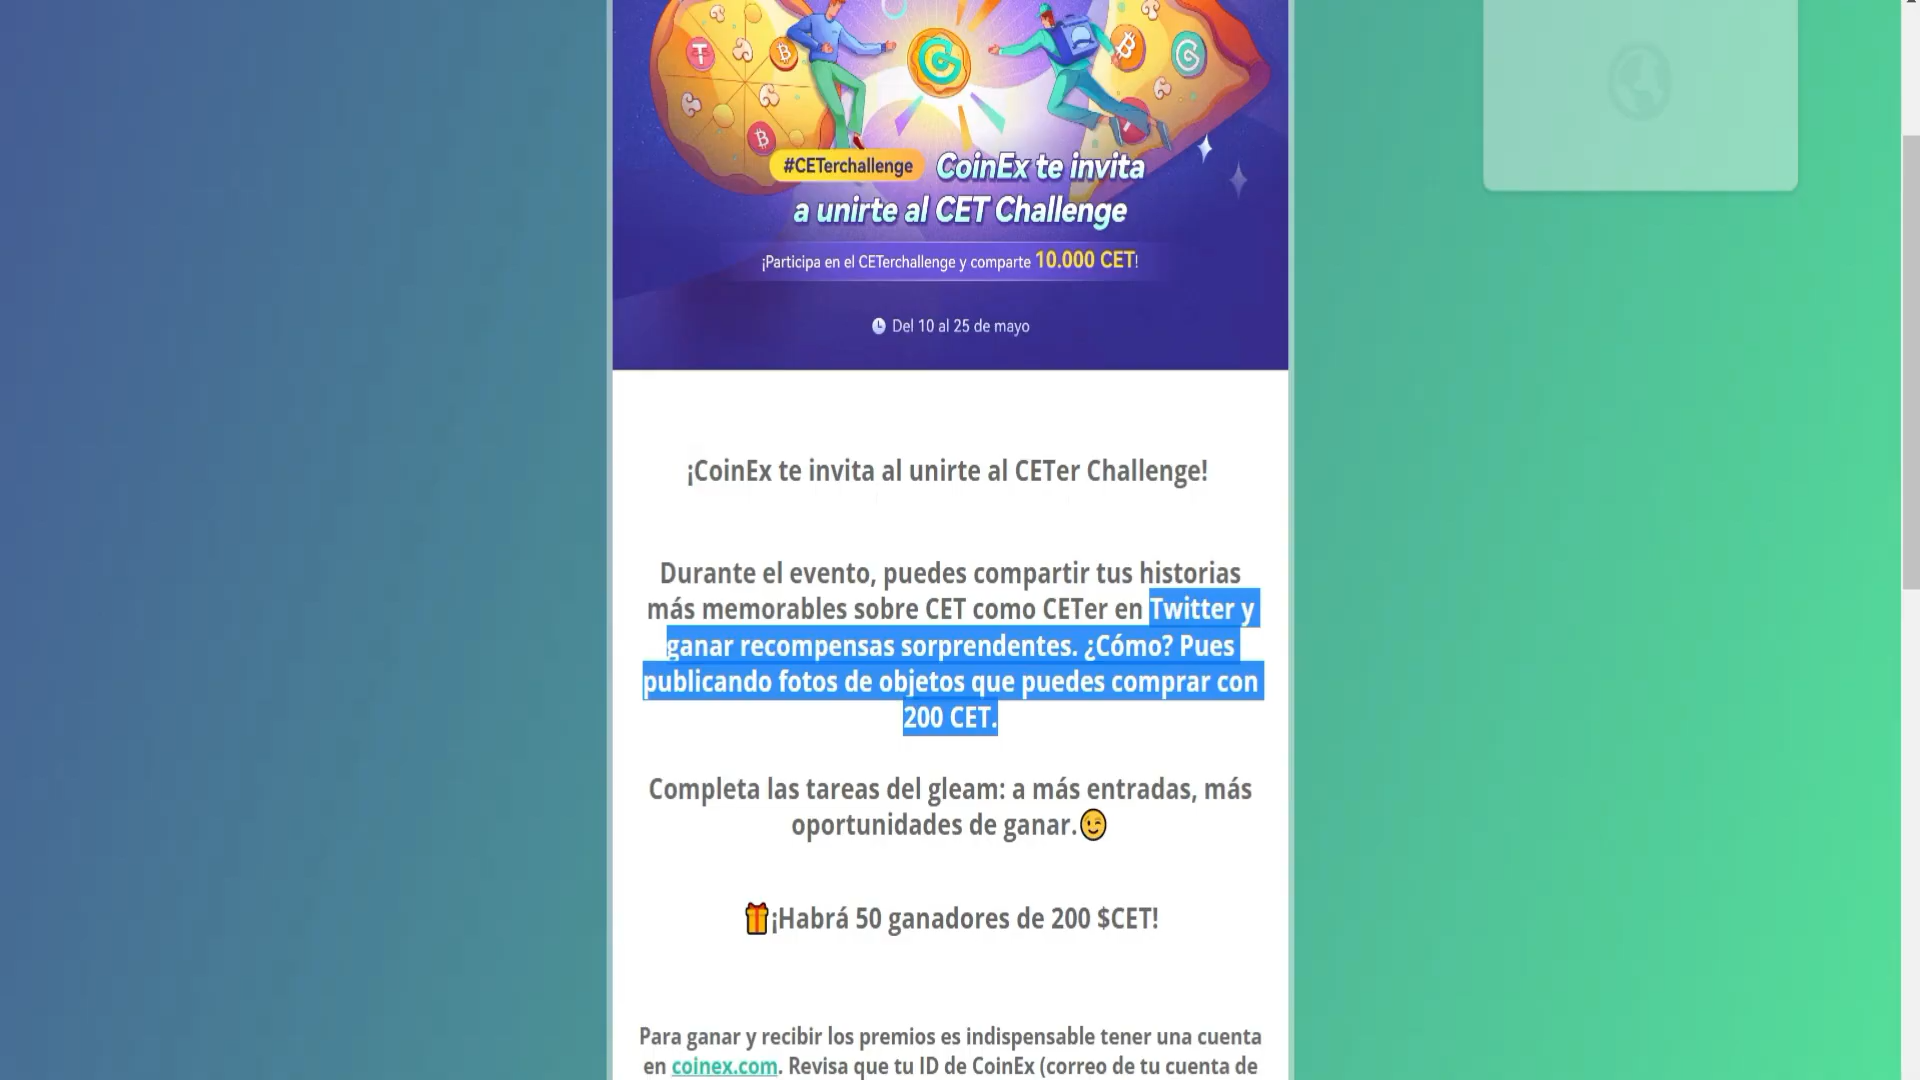 #CETerchallenge CoinEx te invita
a unirte al CET Challenge
¡Participa en el CETerchallenge y comparte 10.000 CET!
Del 10 al 25 de mayo
¡CoinEx te invita al unirte al CETer Challenge!
Durante el evento, puedes compartir tus historias
más memorables sobre CET como CETer en Twitter y
ganar recompensas sorprendentes. ¿Cómo? Pues
publicando fotos de objetos que puedes comprar con
200 CET.
Completa las tareas del gleam: a más entradas, más
oportunidades de ganar.😉
🎁¡Habrá 50 ganadores de 200 $CET!
Para ganar y recibir los premios es indispensable tener una cuenta
en coinex.com. Revisa que tu ID de CoinEx (correo de tu cuenta de